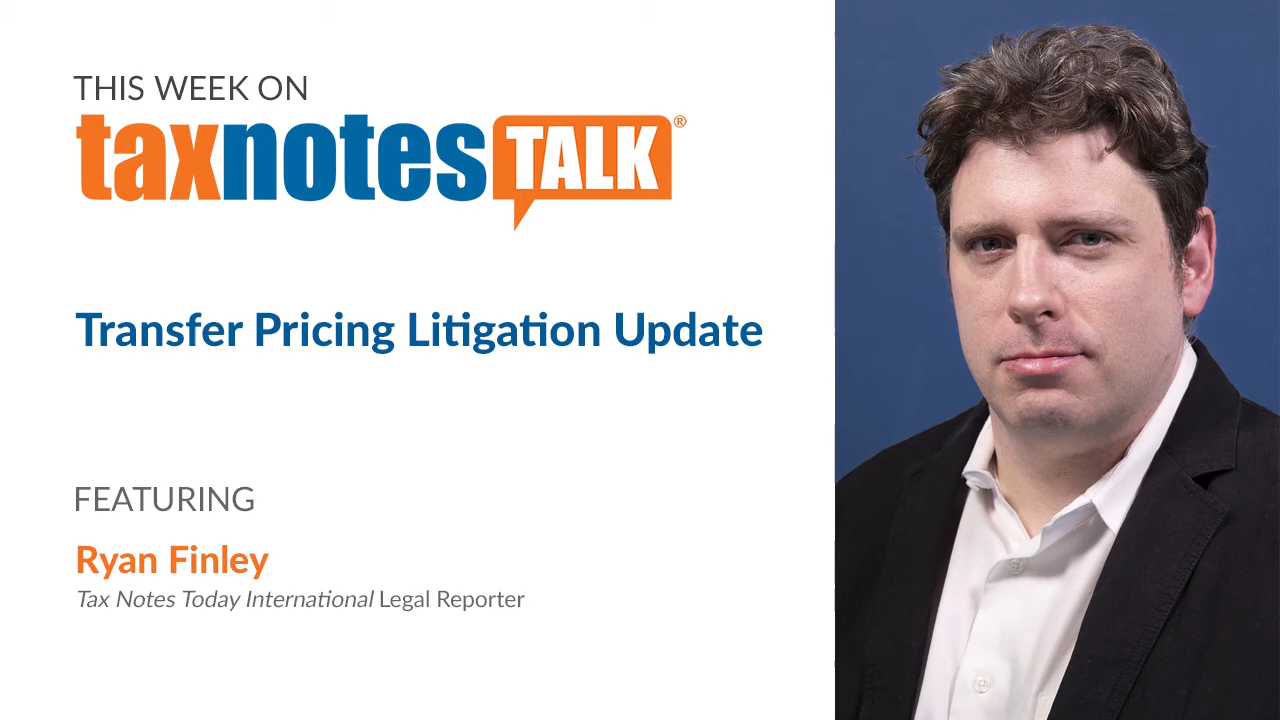 THIS WEEK ON
taxnotes TALK®
Transfer Pricing Litigation Update
FEATURING
Ryan Finley
Tax Notes Today International Legal Reporter